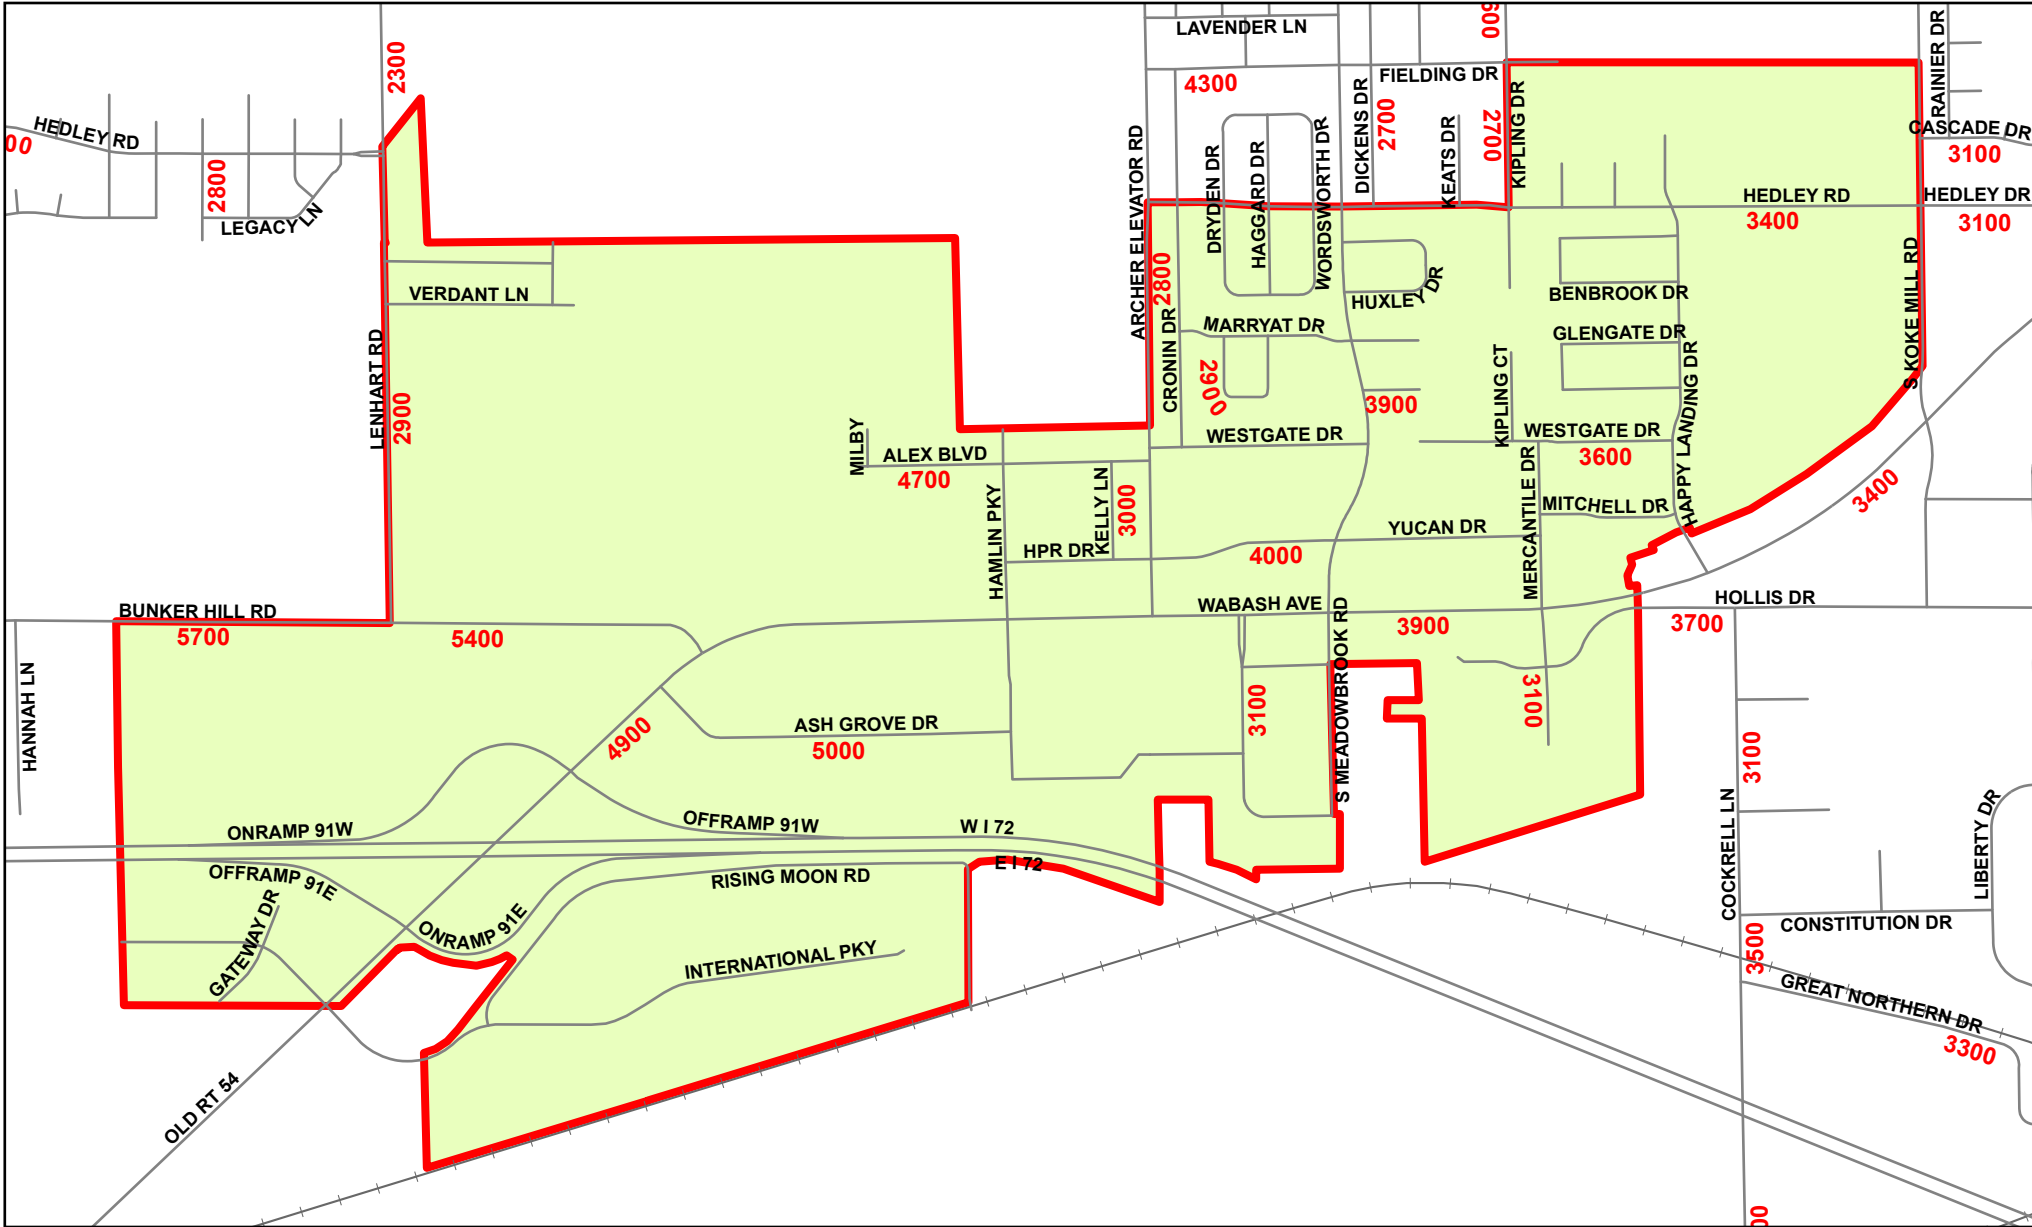 LAVENDER LN
600
2300
4300
FIELDING DR
RAINIER DR
HEDLEY RD
00
2800
LEGACY LN
ARCHER ELEVATOR RD
DRYDEN DR
HAGGARD DR
WORDSWORTH DR
DICKENS DR
2700
KEATS DR
2700
KIPLING DR
CASCADE DR
3100
HEDLEY RD
3400
HEDLEY DR
3100
VERDANT LN
2800
HUXLEY DR
BENBROOK DR
S KOKE MILL RD
LENHART RD
2900
CRONIN DR
MARRYAT DR
2900
GLENGATE DR
3900
KIPLING CT
HAPPY LANDING DR
MILBY
ALEX BLVD
4700
WESTGATE DR
WESTGATE DR
3600
HAMLIN PKY
KELLY LN
3000
HPR DR
4000
YUCAN DR
MERCANTILE DR
MITCHELL DR
3400
BUNKER HILL RD
5700
5400
WABASH AVE
3900
HOLLIS DR
3700
HANNAH LN
4900
ASH GROVE DR
5000
3100
S MEADOWBROOK RD
3100
3100
ONRAMP 91W
OFFRAMP 91W
W I 72
E I 72
OFFRAMP 91E
GATEWAY DR
ONRAMP 91E
RISING MOON RD
INTERNATIONAL PKY
COCKRELL LN
LIBERTY DR
CONSTITUTION DR
3500
GREAT NORTHERN DR
3300
OLD RT 54
00